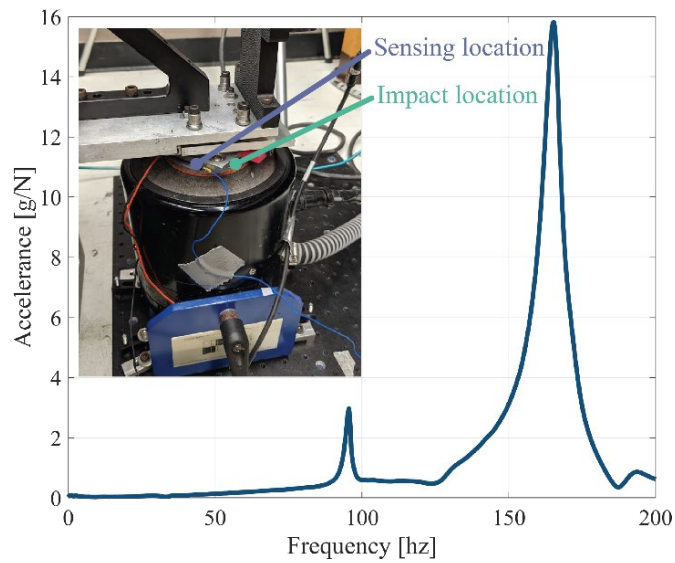 16
14
12
10
8
6
4
2
0
Accelerance [g/N]
Sensing location
Impact location
0 50 100 150 200
Frequency [hz]